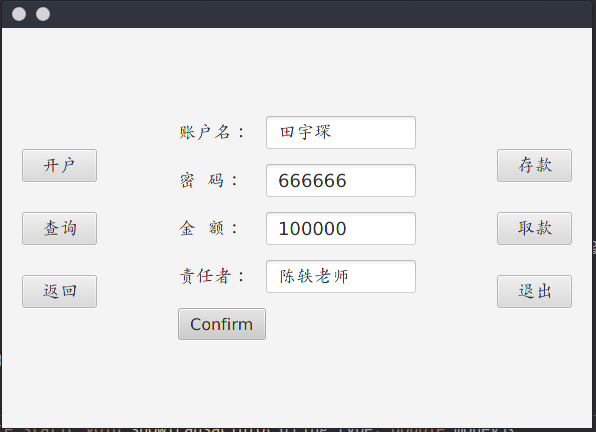 账户名：田宇琛
开户
存款
密 码：666666
查询
金 额：100000
取款
责任者：陈轶老师
返回
退出
Confirm